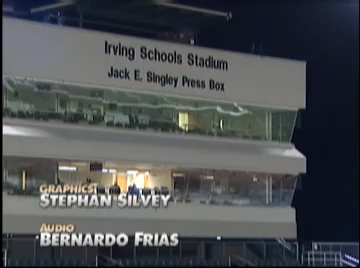 Irving Schools Stadium
Jack E. Singley Press Box
GRAPHICS
STEPHAN SILVEY
AUDIO
BERNARDO FRIAS